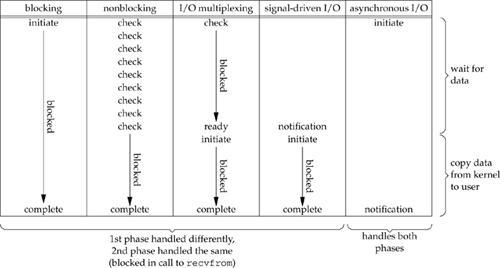 blocking nonblocking I/O multiplexing signal-driven I/O asynchronous I/O
initiate check check initiate
check
check
check
check
check
check
check
check ready notification
initiate initiate
blocked
blocked
blocked
blocked
blocked
complete complete complete complete notification
wait for
data
copy data
from kernel
to user
1st phase handled differently,
2nd phase handled the same
(blocked in call to recvfrom)
handles both
phases